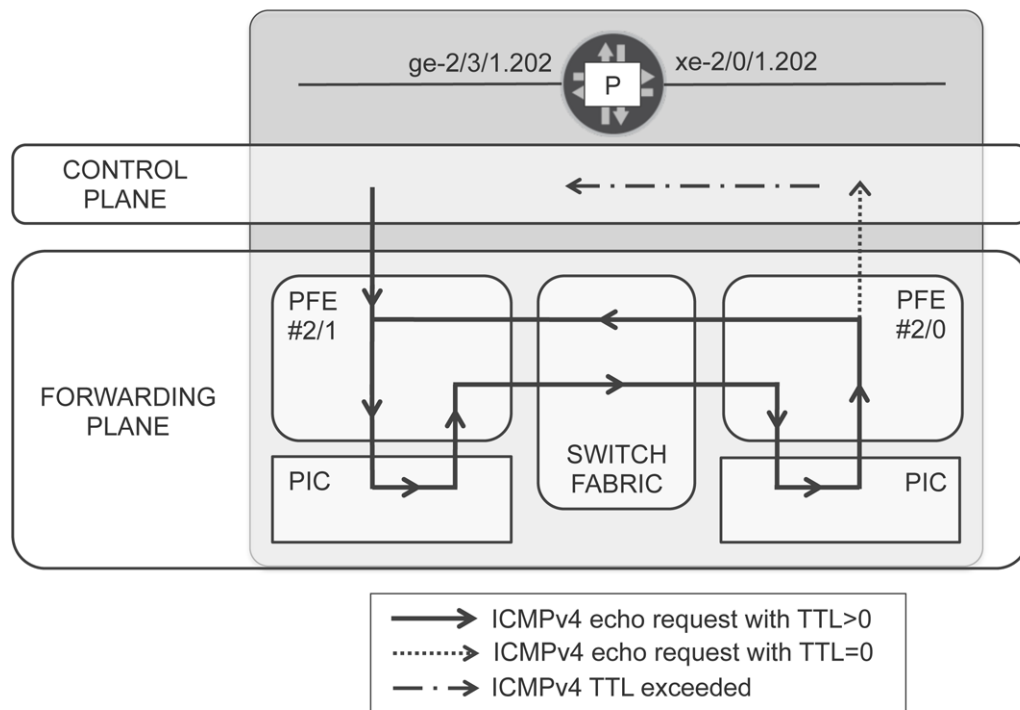 ge-2/3/1.202
xe-2/0/1.202
P
CONTROL
PLANE
PFE
#2/1
PFE
#2/0
FORWARDING
PLANE
SWITCH
FABRIC
PIC
PIC
ICMPv4 echo request with TTL>0
ICMPv4 echo request with TTL=0
ICMPv4 TTL exceeded